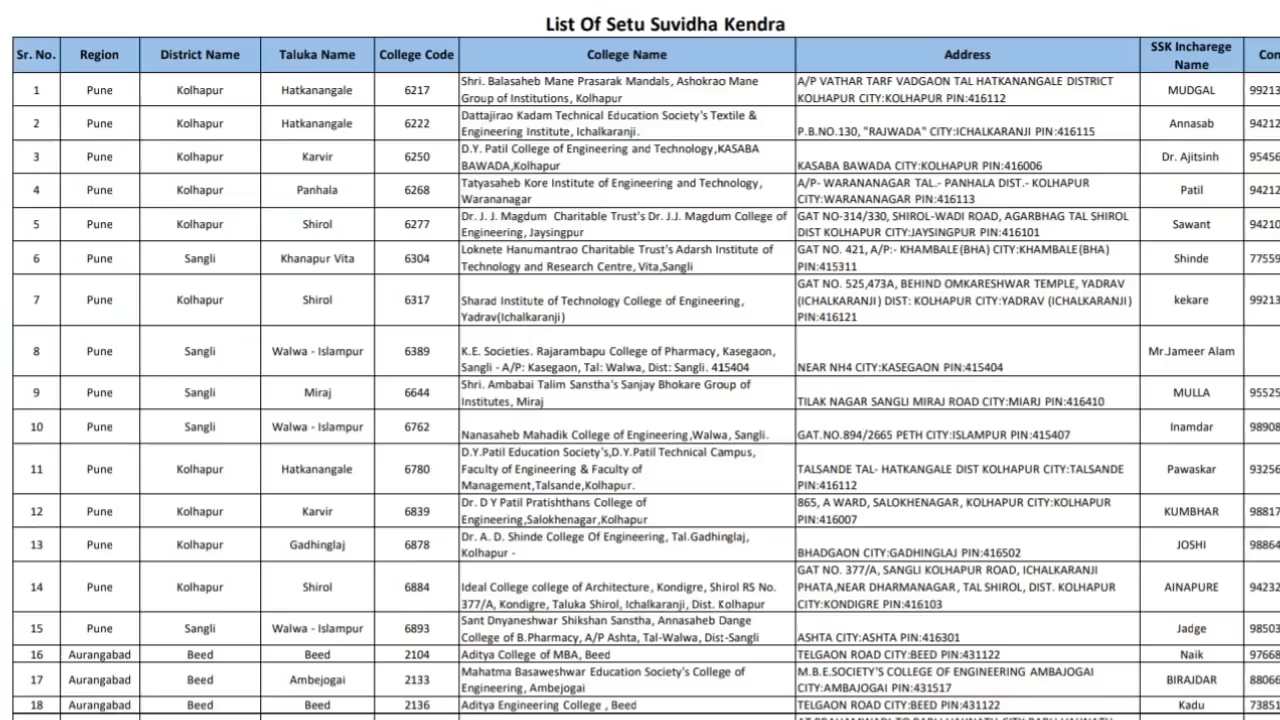 List Of Setu Suvidha Kendra
Sr. No. Region District Name Taluka Name College Code College Name Address SSK Incharege Name
1 Pune Kolhapur Hatkanangale 6217 Shri. Balasaheb Mane Prasarak Mandals, Ashokrao Mane Group of Institutions, Kolhapur A/P VATHAR TARF VADGAON TAL HATKANANGALE DISTRICT KOLHAPUR CITY:KOLHAPUR PIN:416112 MUDGAL 99213
2 Pune Kolhapur Hatkanangale 6222 Dattajirao Kadam Technical Education Society's Textile & Engineering Institute, Ichalkaranji. P.B.NO.130, "RAJWADA" CITY:ICHALKARANJI PIN:416115 Annasab 94212
3 Pune Kolhapur Karvir 6250 D.Y. Patil College of Engineering and Technology,KASABA BAWADA,Kolhapur KASABA BAWADA CITY:KOLHAPUR PIN:416006 Dr. Ajitsinh 95456
4 Pune Kolhapur Panhala 6268 Tatyasaheb Kore Institute of Engineering and Technology, Warananagar A/P- WARANANAGAR TAL.- PANHALA DIST.- KOLHAPUR CITY:WARANANAGAR PIN:416113 Patil 94212
5 Pune Kolhapur Shirol 6277 Dr. J. J. Magdum Charitable Trust's Dr. J.J. Magdum College of Engineering, Jaysingpur GAT NO-314/330, SHIROL-WADI ROAD, AGARBHAG TAL SHIROL DIST KOLHAPUR CITY:JAYSINGPUR PIN:416101 Sawant 94210
6 Pune Sangli Khanapur Vita 6304 Loknete Hanumantrao Charitable Trust's Adarsh Institute of Technology and Research Centre, Vita,Sangli GAT NO. 421, A/P:- KHAMBALE(BHA) CITY:KHAMBALE(BHA) PIN:415311 Shinde 77559
7 Pune Kolhapur Shirol 6317 Sharad Institute of Technology College of Engineering, Yadrav(Ichalkaranji) GAT NO. 525,473A, BEHIND OMKARESHWAR TEMPLE, YADRAV (ICHALKARANJI) DIST: KOLHAPUR CITY:YADRAV (ICHALKARANJI) PIN:416121 kekare 99213
8 Pune Sangli Walwa - Islampur 6389 K.E. Societies. Rajarambapu College of Pharmacy, Kasegaon, Sangli - A/P: Kasegaon, Tal: Walwa, Dist: Sangli. 415404 NEAR NH4 CITY:KASEGAON PIN:415404 Mr.Jameer Alam
9 Pune Sangli Miraj 6644 Shri. Ambabai Talim Sanstha's Sanjay Bhokare Group of Institutes, Miraj TILAK NAGAR SANGLI MIRAJ ROAD CITY:MIARJ PIN:416410 MULLA 95525
10 Pune Sangli Walwa - Islampur 6762 Nanasaheb Mahadik College of Engineering,Walwa, Sangli. GAT.NO.894/2665 PETH CITY:ISLAMPUR PIN:415407 Inamdar 98908
11 Pune Kolhapur Hatkanangale 6780 D.Y.Patil Education Society's,D.Y.Patil Technical Campus, Faculty of Engineering & Faculty of Management,Talsande,Kolhapur. TALSANDE TAL- HATKANGALE DIST KOLHAPUR CITY:TALSANDE PIN:416112 Pawaskar 93256
12 Pune Kolhapur Karvir 6839 Dr. D Y Patil Pratishthans College of Engineering,Salokhenagar,Kolhapur 865, A WARD, SALOKHENAGAR, KOLHAPUR CITY:KOLHAPUR PIN:416007 KUMBHAR 98817
13 Pune Kolhapur Gadhinglaj 6878 Dr. A. D. Shinde College Of Engineering, Tal.Gadhinglaj, Kolhapur - BHADGAON CITY:GADHINGLAJ PIN:416502 JOSHI 98864
14 Pune Kolhapur Shirol 6884 Ideal College college of Architecture, Kondigre, Shirol RS No. 377/A, Kondigre, Taluka Shirol, Ichalkaranji, Dist. Kolhapur GAT NO. 377/A, SANGLI KOLHAPUR ROAD, ICHALKARANJI PHATA,NEAR DHARMANAGAR, TAL SHIROL, DIST. KOLHAPUR CITY:KONDIGRE PIN:416103 AINAPURE 94232
15 Pune Sangli Walwa - Islampur 6893 Sant Dnyaneshwar Shikshan Sanstha, Annasaheb Dange College of B.Pharmacy, A/P Ashta, Tal-Walwa, Dist-Sangli ASHTA CITY:ASHTA PIN:416301 Jadge 98503
16 Aurangabad Beed Beed 2104 Aditya College of MBA, Beed TELGAON ROAD CITY:BEED PIN:431122 Naik 97668
17 Aurangabad Beed Ambejogai 2133 Mahatma Basaweshwar Education Society's College of Engineering, Ambejogai M.B.E.SOCIETY'S COLLEGE OF ENGINEERING AMBAJOGAI CITY:AMBAJOGAI PIN:431517 BIRAJDAR 88066
18 Aurangabad Beed Beed 2136 Aditya Engineering College , Beed TELGAON ROAD CITY:BEED PIN:431122 Kadu 73851